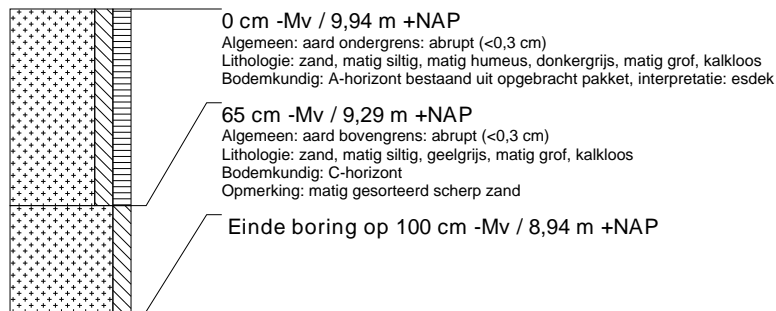 0 cm -Mv / 9,94 m +NAP
Algemeen: aard ondergrens: abrupt (<0,3 cm)
Lithologie: zand, matig siltig, matig humeus, donkergrijs, matig grof, kalkloos
Bodemkundig: A-horizont bestaand uit opgebracht pakket, interpretatie: esdek
65 cm -Mv / 9,29 m +NAP
Algemeen: aard bovengrens: abrupt (<0,3 cm)
Lithologie: zand, matig siltig, geelgrijs, matig grof, kalkloos
Bodemkundig: C-horizont
Opmerking: matig gesorteerd scherp zand
Einde boring op 100 cm -Mv / 8,94 m +NAP